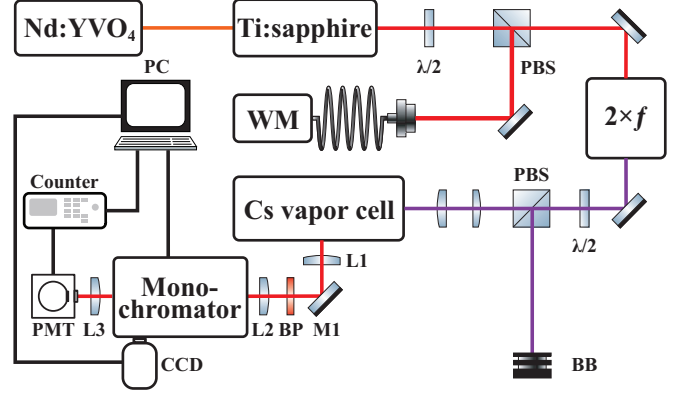 Nd:YVO₄
Ti:sapphire
λ/2
PBS
PC
WM
2×f
Counter
PBS
Cs vapor cell
λ/2
L1
Mono-
chromator
PMT
L3
L2
BP
M1
CCD
BB